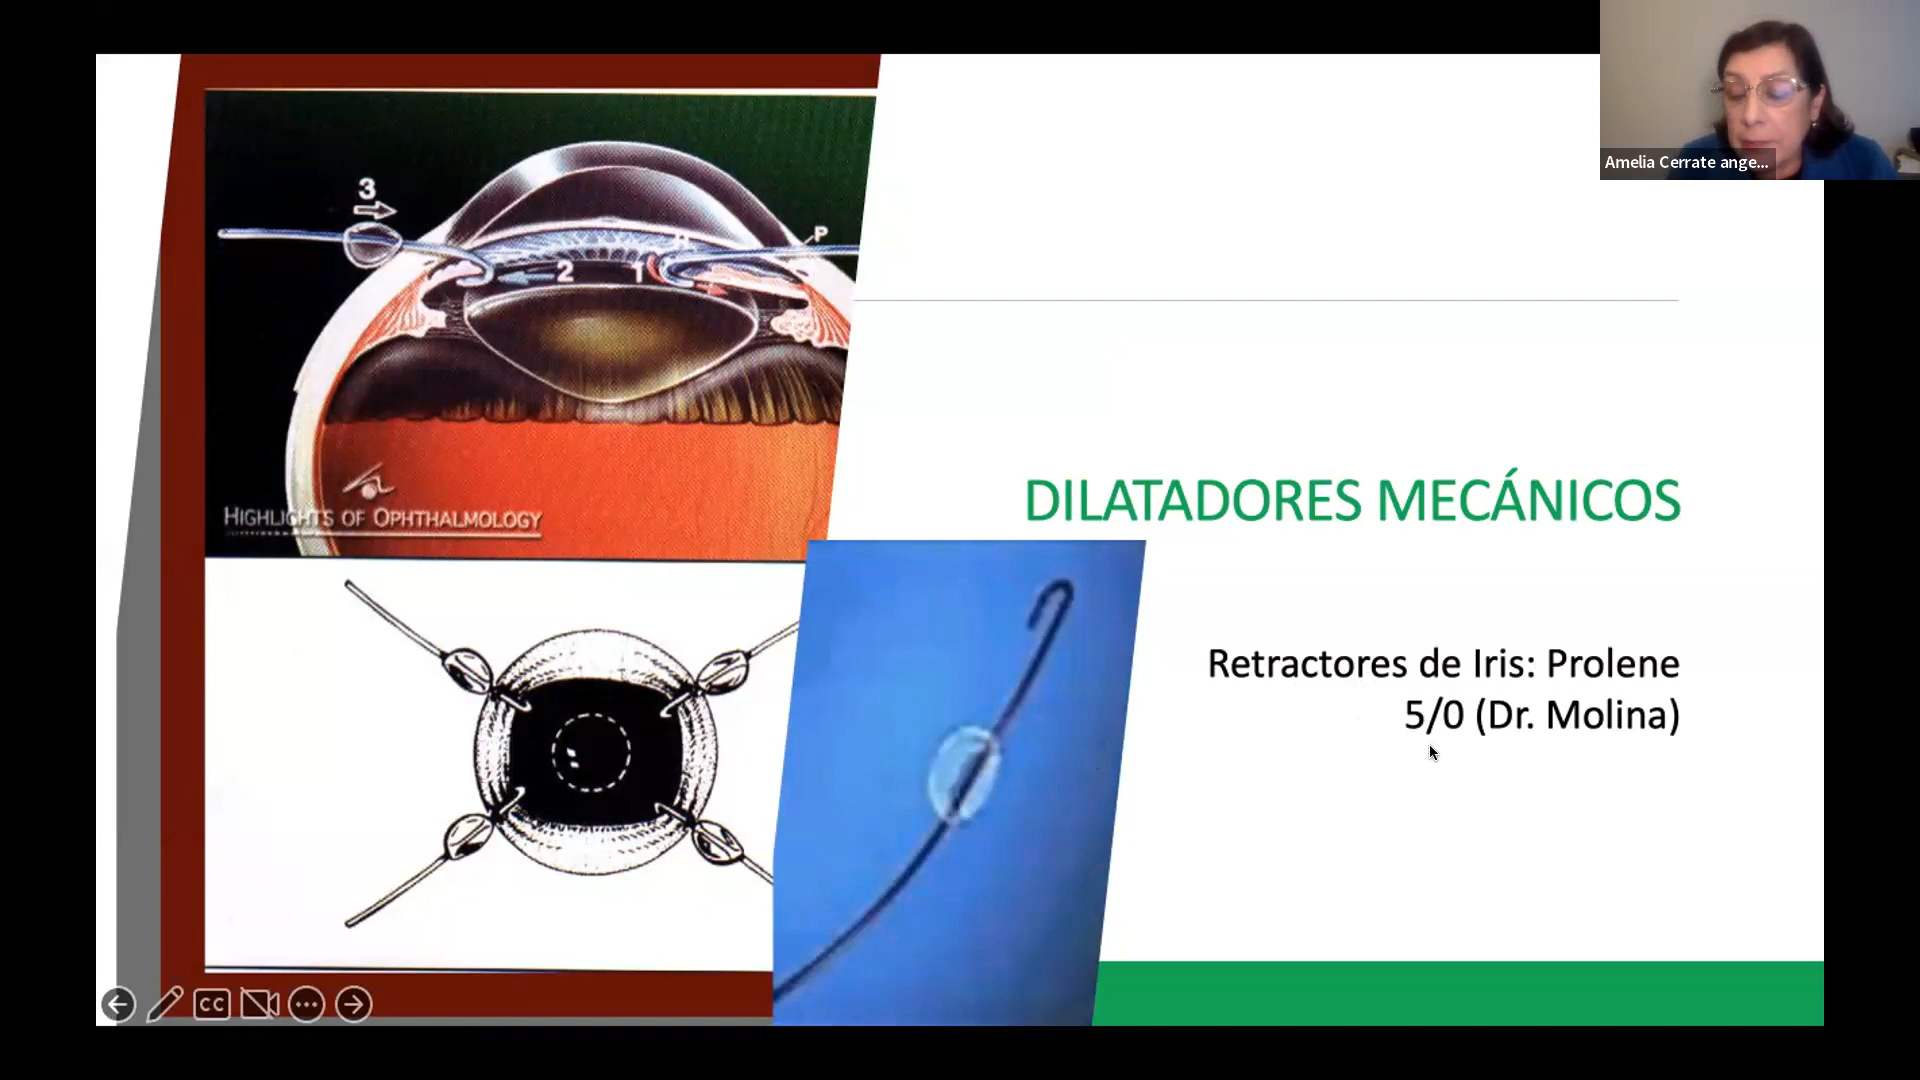 Amelia Cerrate ange...
3
P
2
1
HIGHLIGHTS OF OPHTHALMOLOGY
DILATADORES MECÁNICOS
Retractores de Iris: Prolene
5/0 (Dr. Molina)
CC